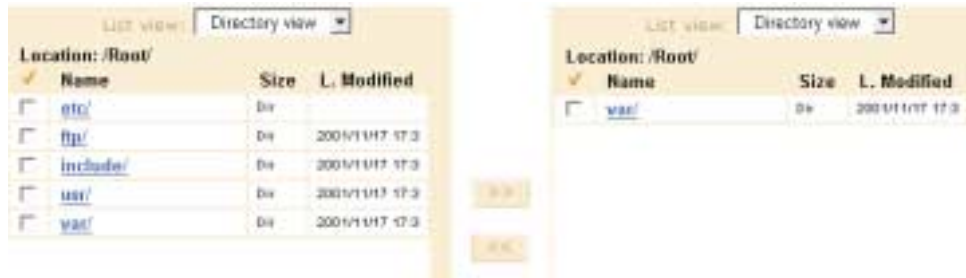 List view: Directory view
Location: /Root/
Name Size L. Modified
etc/ Dir
ftp/ Dir 2001/11/17 17:3
include/ Dir 2001/11/17 17:3
usr/ Dir 2001/11/17 17:3
var/ Dir 2001/11/17 17:3
>>
<<
List view: Directory view
Location: /Root/
Name Size L. Modified
var/ Dir 2001/11/17 17:3